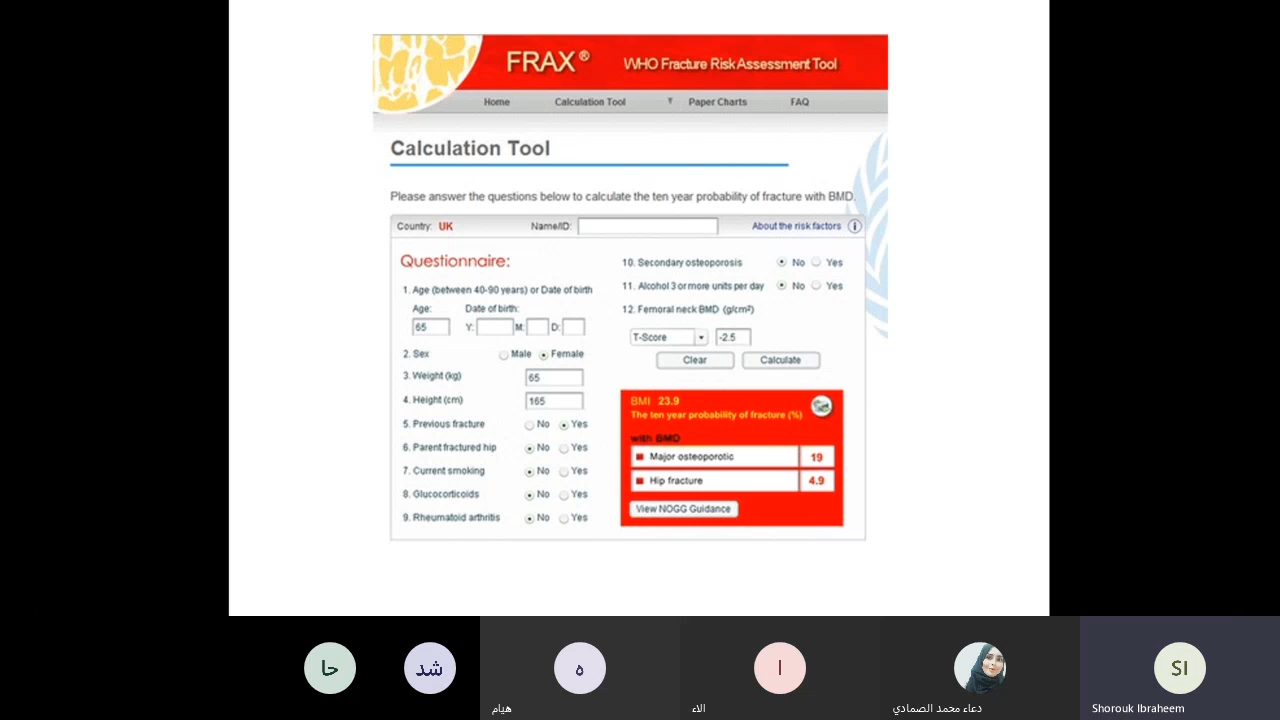 FRAX® WHO Fracture Risk Assessment Tool
Home Calculation Tool Paper Charts FAQ
Calculation Tool
Please answer the questions below to calculate the ten year probability of fracture with BMD.
Country: UK Name/ID: About the risk factors i
Questionnaire:
1. Age (between 40-90 years) or Date of birth
Age: Date of birth:
65 Y: M: D:
2. Sex Male Female
3. Weight (kg) 65
4. Height (cm) 165
5. Previous fracture No Yes
6. Parent fractured hip No Yes
7. Current smoking No Yes
8. Glucocorticoids No Yes
9. Rheumatoid arthritis No Yes
10. Secondary osteoporosis No Yes
11. Alcohol 3 or more units per day No Yes
12. Femoral neck BMD (g/cm²)
T-Score -2.5
Clear Calculate
BMI 23.9
The ten year probability of fracture (%)
with BMD
Major osteoporotic 19
Hip fracture 4.9
View NOGG Guidance
حا
شد
ه
هيام
ا
الاء
دعاء محمد الصمادي
SI
Shorouk Ibraheem